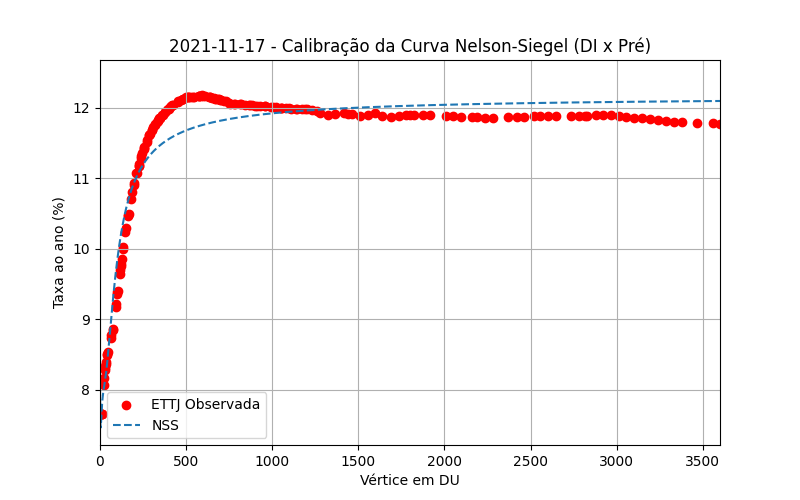 2021-11-17 - Calibração da Curva Nelson-Siegel (DI x Pré)
Taxa ao ano (%)
12
11
10
9
8
ETTJ Observada
NSS
0
500
1000
1500
2000
2500
3000
3500
Vértice em DU